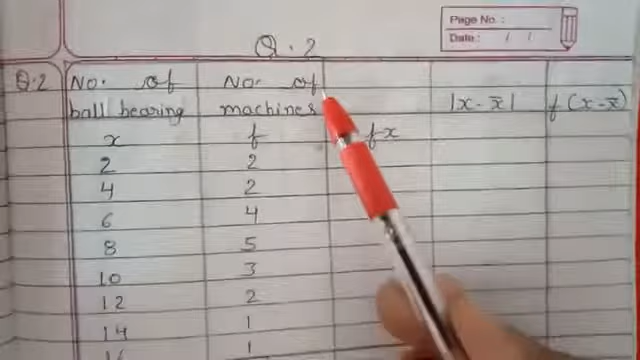 Page No. :
Date : / /
Q. 2
Q.2 No. of No. of
ball bearing machines |x - x̄| f (x - x̄)
x f fx
2 2
4 2
6 4
8 5
10 3
12 2
14 1
16 1